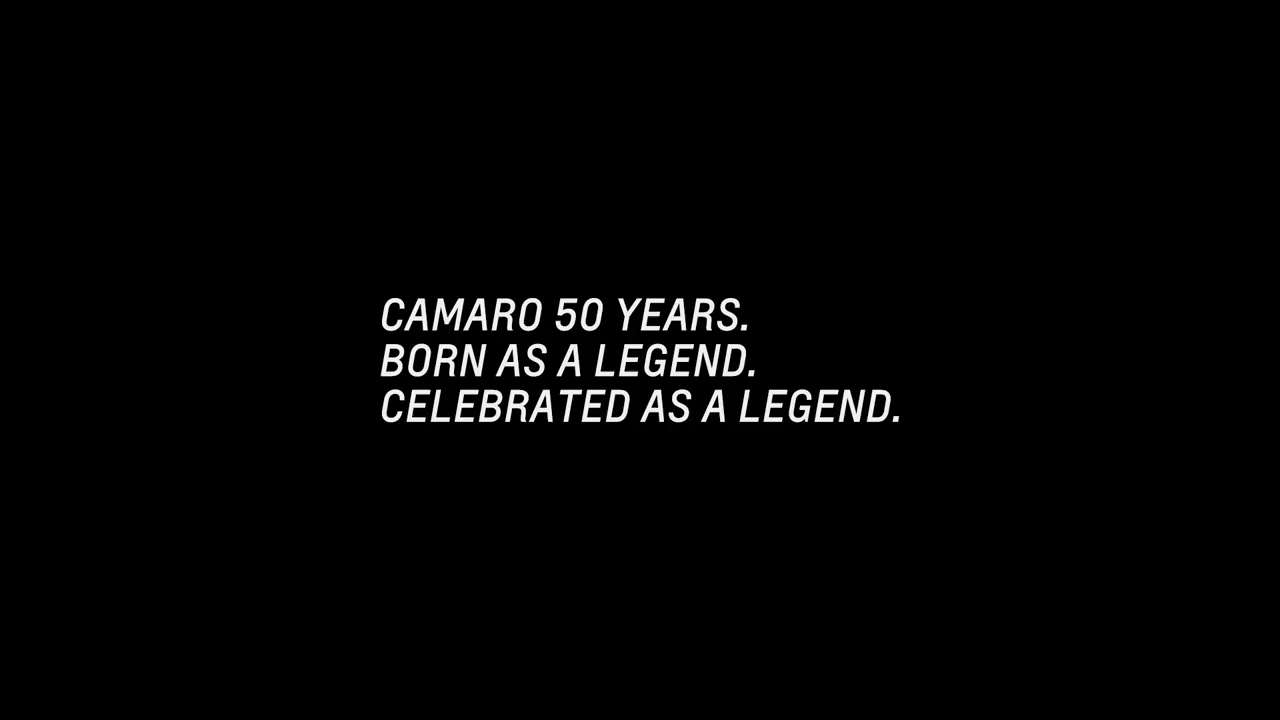 CAMARO 50 YEARS.
BORN AS A LEGEND.
CELEBRATED AS A LEGEND.